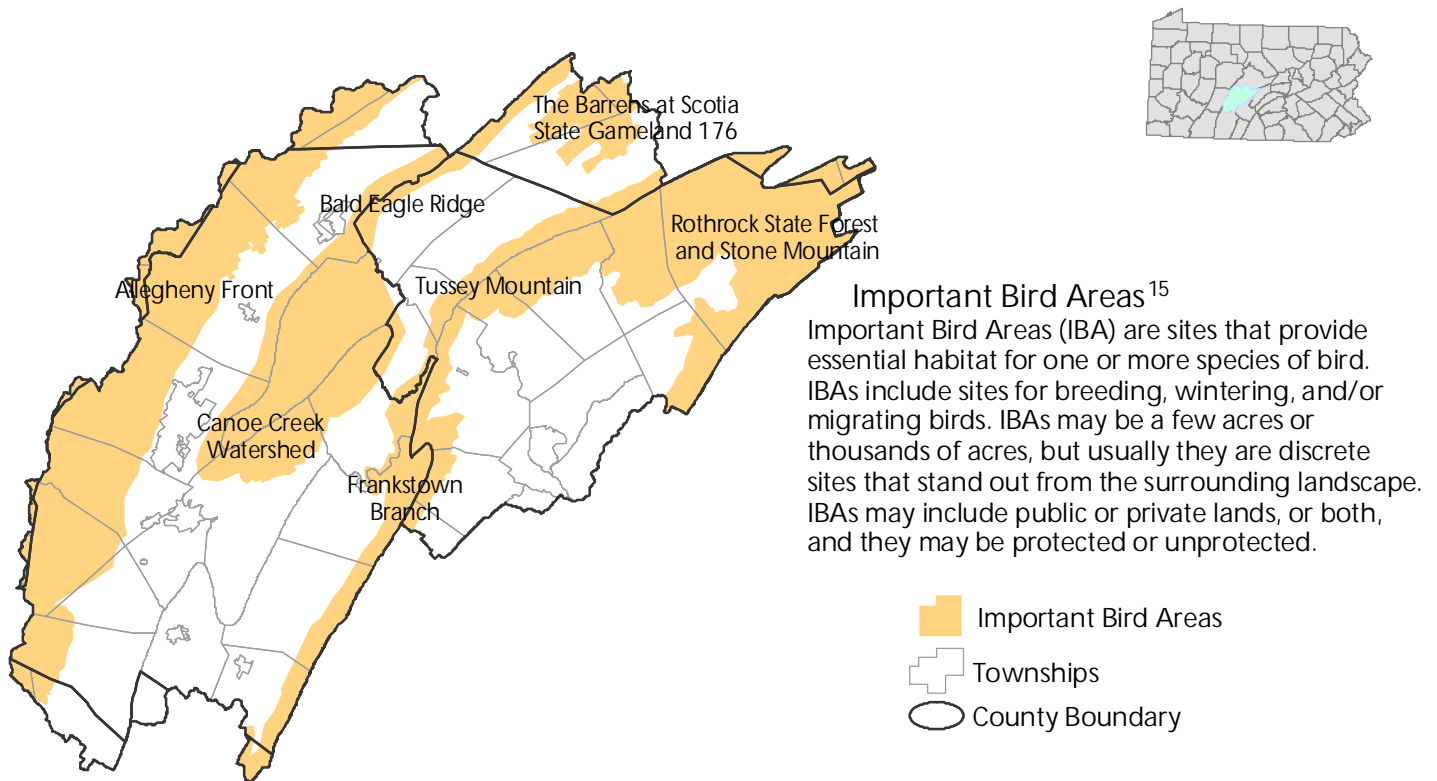 The Barrens at Scotia
State Gameland 176
Bald Eagle Ridge
Rothrock State Forest
and Stone Mountain
Allegheny Front
Tussey Mountain
Canoe Creek
Watershed
Frankstown
Branch
Important Bird Areas 15
Important Bird Areas (IBA) are sites that provide
essential habitat for one or more species of bird.
IBAs include sites for breeding, wintering, and/or
migrating birds. IBAs may be a few acres or
thousands of acres, but usually they are discrete
sites that stand out from the surrounding landscape.
IBAs may include public or private lands, or both,
and they may be protected or unprotected.
Important Bird Areas
Townships
County Boundary